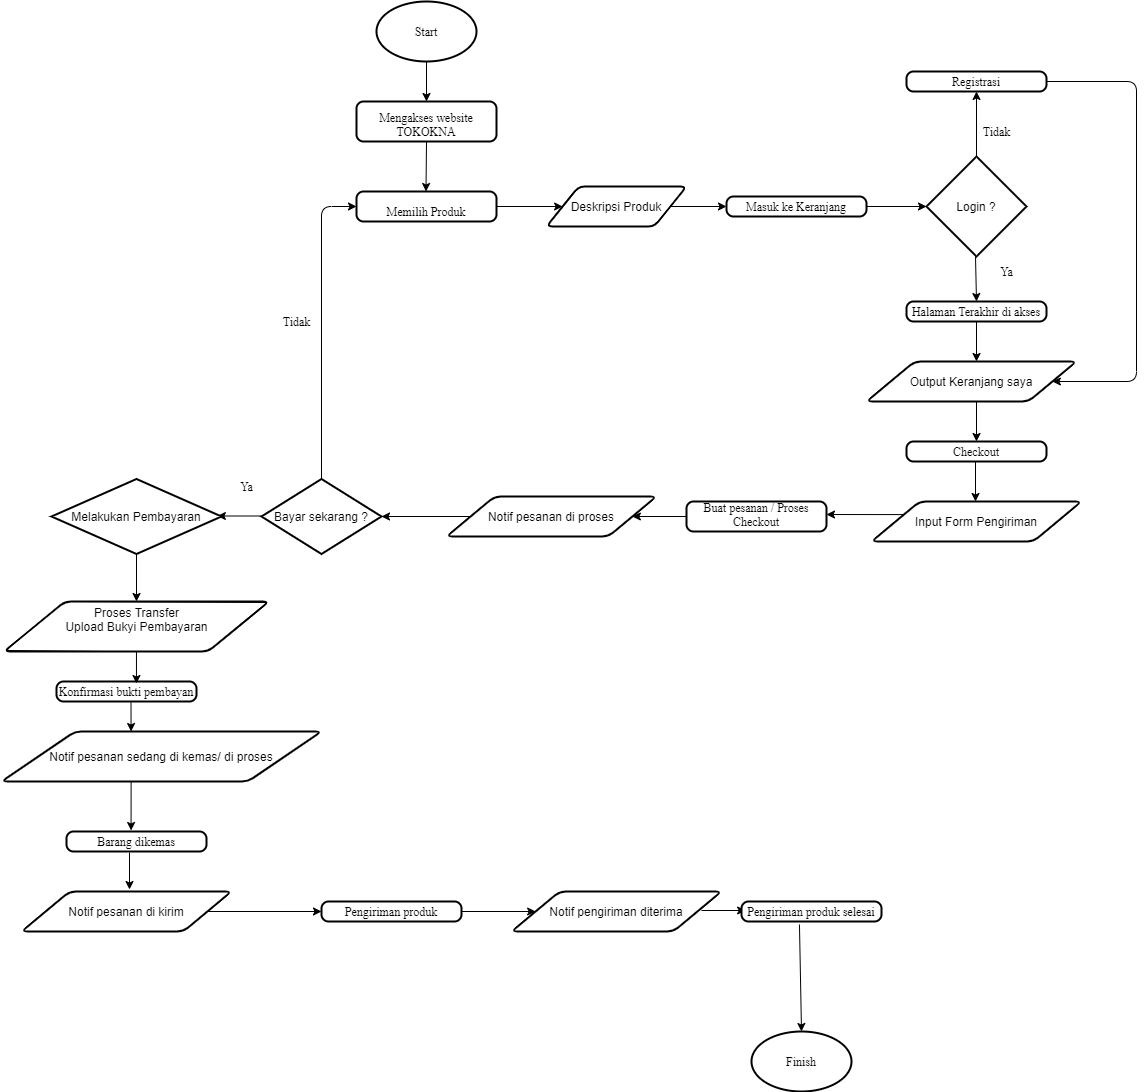 Start
Mengakses website
TOKOKNA
Memilih Produk
Deskripsi Produk
Masuk ke Keranjang
Login ?
Tidak
Registrasi
Ya
Halaman Terakhir di akses
Output Keranjang saya
Checkout
Input Form Pengiriman
Buat pesanan / Proses
Checkout
Notif pesanan di proses
Bayar sekarang ?
Tidak
Ya
Melakukan Pembayaran
Proses Transfer
Upload Bukyi Pembayaran
Konfirmasi bukti pembayan
Notif pesanan sedang di kemas/ di proses
Barang dikemas
Notif pesanan di kirim
Pengiriman produk
Notif pengiriman diterima
Pengiriman produk selesai
Finish